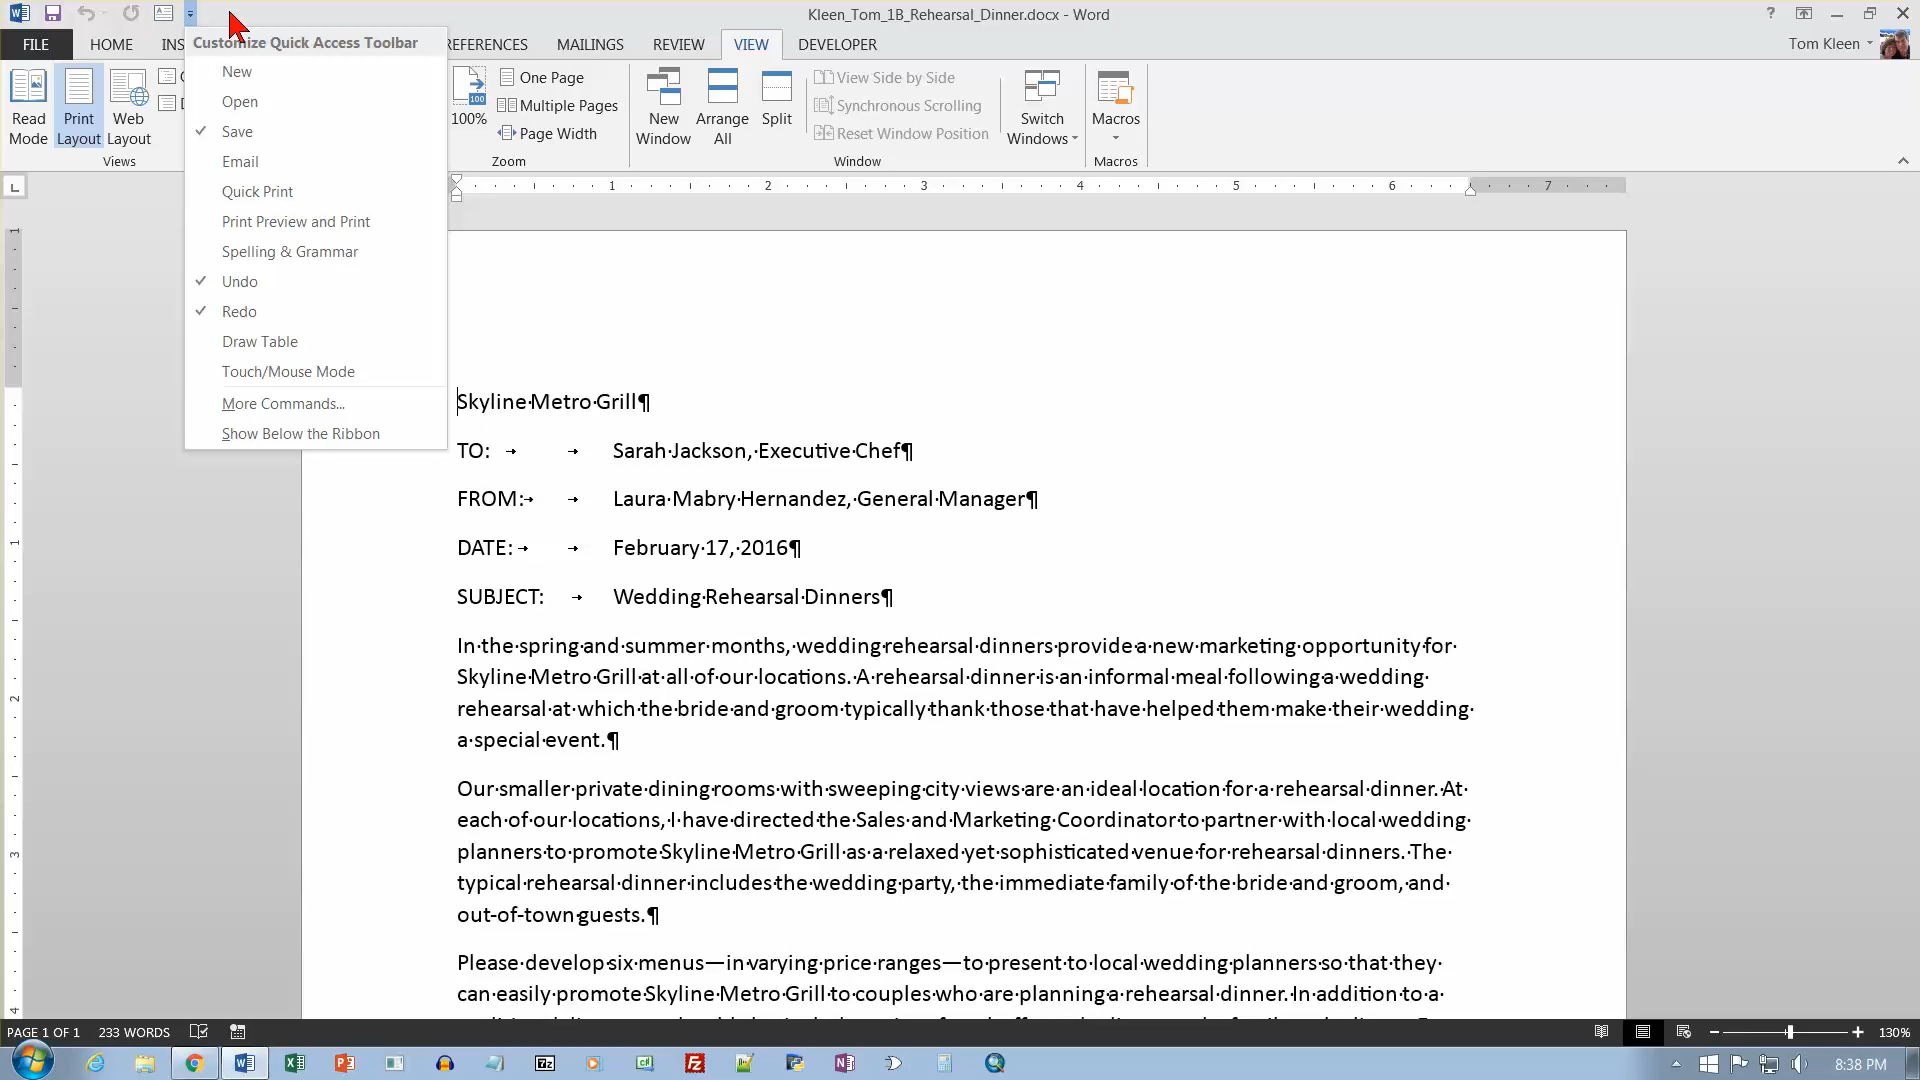 Kleen_Tom_1B_Rehearsal_Dinner.docx - Word
FILE HOME INS REFERENCES MAILINGS REVIEW VIEW DEVELOPER Tom Kleen
Customize Quick Access Toolbar
New
Open
Save
Email
Quick Print
Print Preview and Print
Spelling & Grammar
Undo
Redo
Draw Table
Touch/Mouse Mode
More Commands...
Show Below the Ribbon
Read Mode
Print Layout
Web Layout
Views
100%
One Page
Multiple Pages
Page Width
Zoom
New Window
Arrange All
Split
View Side by Side
Synchronous Scrolling
Reset Window Position
Window
Switch Windows
Macros
Macros
1 2 3 4 5 6 7
Skyline·Metro·Grill¶
TO: → → Sarah·Jackson,·Executive·Chef¶
FROM:→ → Laura·Mabry·Hernandez,·General·Manager¶
DATE:→ → February·17,·2016¶
SUBJECT: → Wedding·Rehearsal·Dinners¶
In·the·spring·and·summer·months,·wedding·rehearsal·dinners·provide·a·new·marketing·opportunity·for·
Skyline·Metro·Grill·at·all·of·our·locations.·A·rehearsal·dinner·is·an·informal·meal·following·a·wedding·
rehearsal·at·which·the·bride·and·groom·typically·thank·those·that·have·helped·them·make·their·wedding·
a·special·event.¶
Our·smaller·private·dining·rooms·with·sweeping·city·views·are·an·ideal·location·for·a·rehearsal·dinner.·At·
each·of·our·locations,·I·have·directed·the·Sales·and·Marketing·Coordinator·to·partner·with·local·wedding·
planners·to·promote·Skyline·Metro·Grill·as·a·relaxed·yet·sophisticated·venue·for·rehearsal·dinners.·The·
typical·rehearsal·dinner·includes·the·wedding·party,·the·immediate·family·of·the·bride·and·groom,·and·
out-of-town·guests.¶
Please·develop·six·menus—in·varying·price·ranges—to·present·to·local·wedding·planners·so·that·they·
can·easily·promote·Skyline·Metro·Grill·to·couples·who·are·planning·a·rehearsal·dinner.·In·addition·to·a·
PAGE 1 OF 1 233 WORDS 130%
8:38 PM